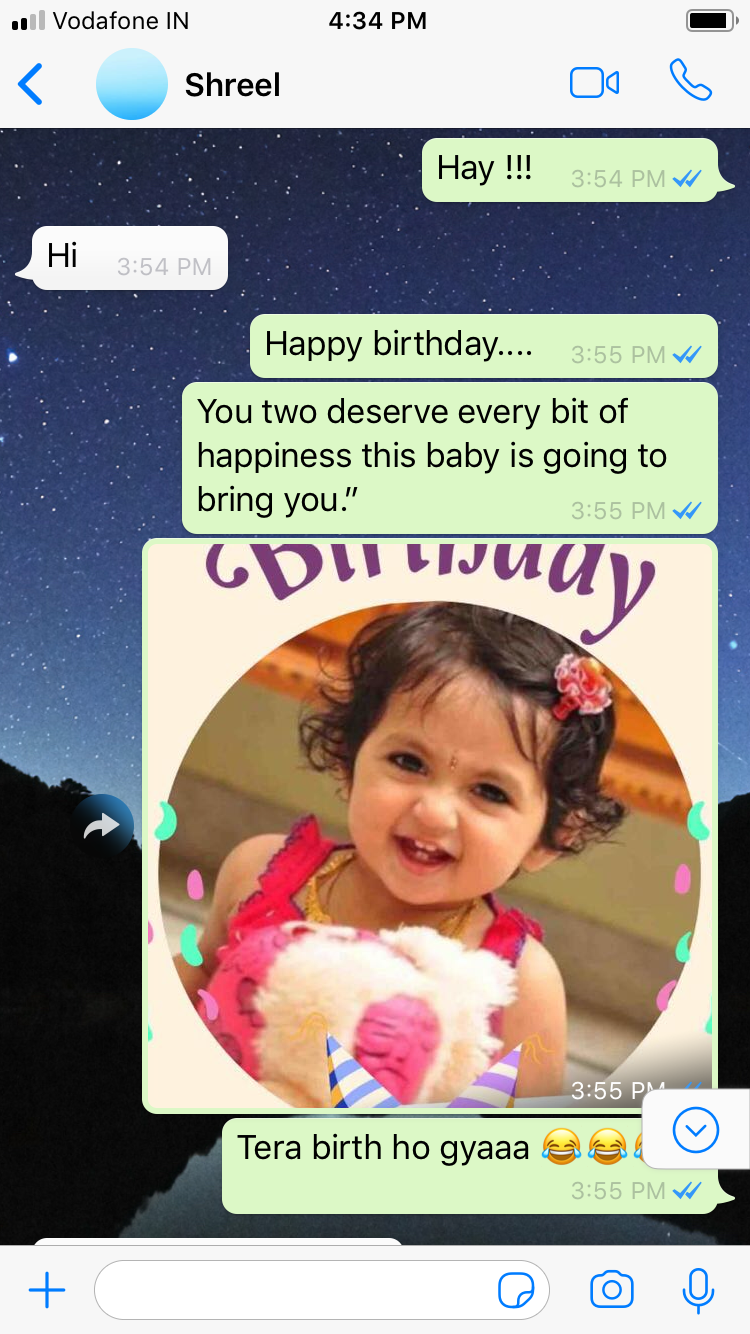 Vodafone IN 4:34 PM
Shreel
Hay !!! 3:54 PM
Hi 3:54 PM
Happy birthday.... 3:55 PM
You two deserve every bit of
happiness this baby is going to
bring you.” 3:55 PM
Birthday
3:55 PM
Tera birth ho gyaaa 😂😂
3:55 PM